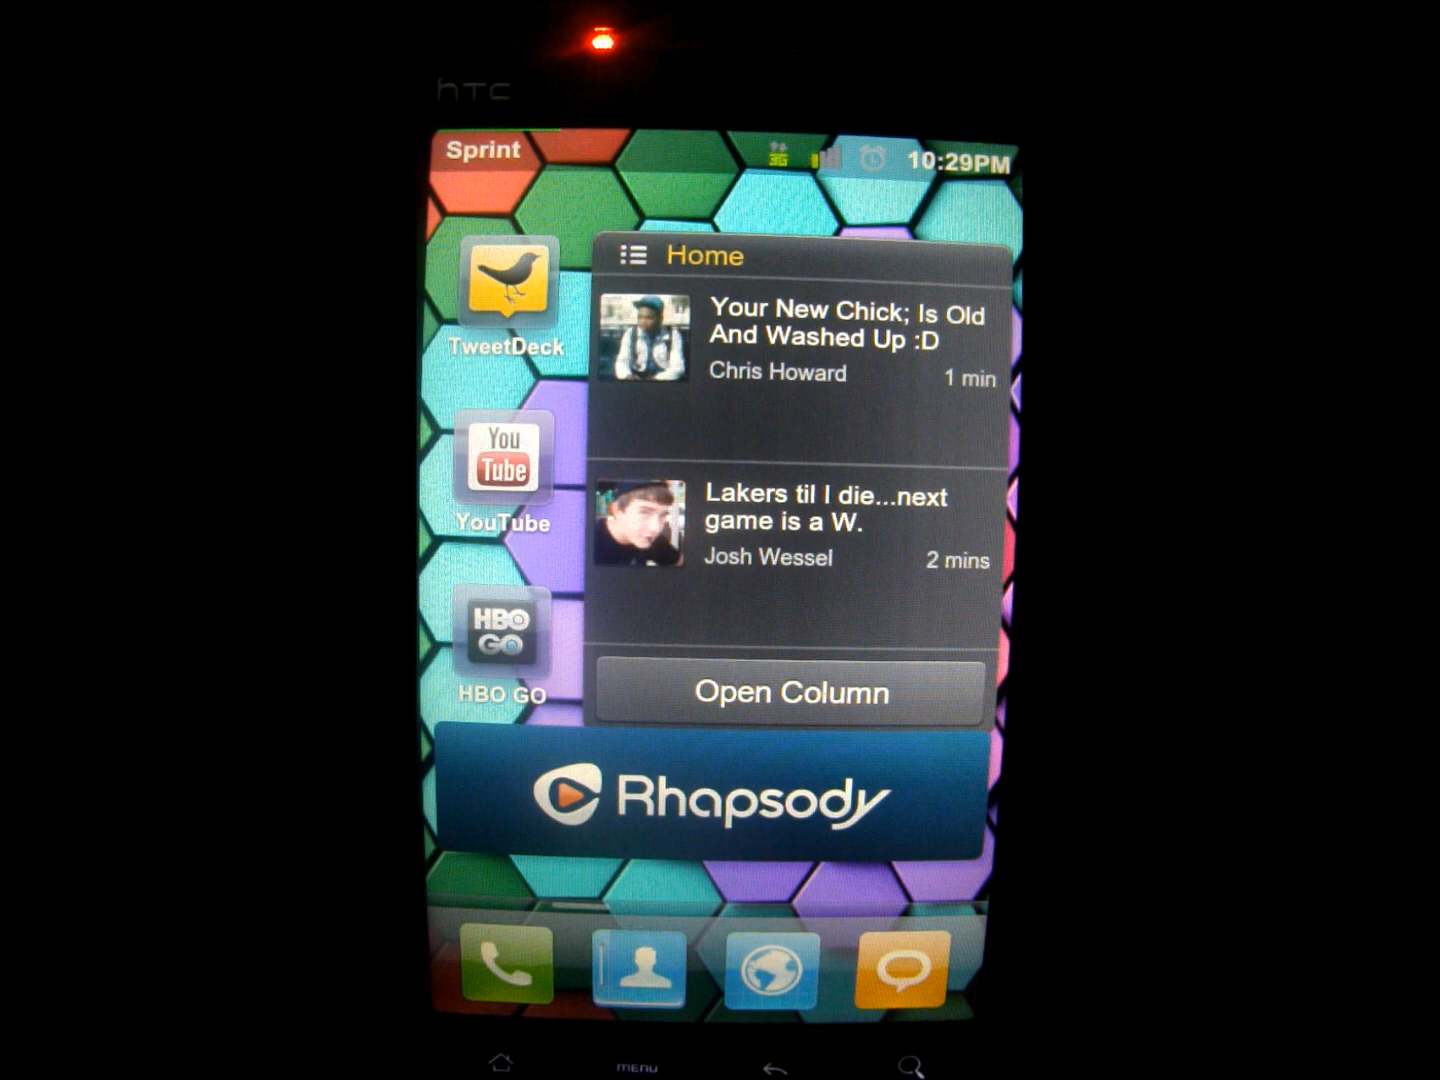 htc
Sprint
3G
10:29PM
Home
TweetDeck
Your New Chick; Is Old
And Washed Up :D
Chris Howard
1 min
You
Tube
YouTube
Lakers til I die...next
game is a W.
Josh Wessel
2 mins
HBO
GO
HBO GO
Open Column
Rhapsody
menu